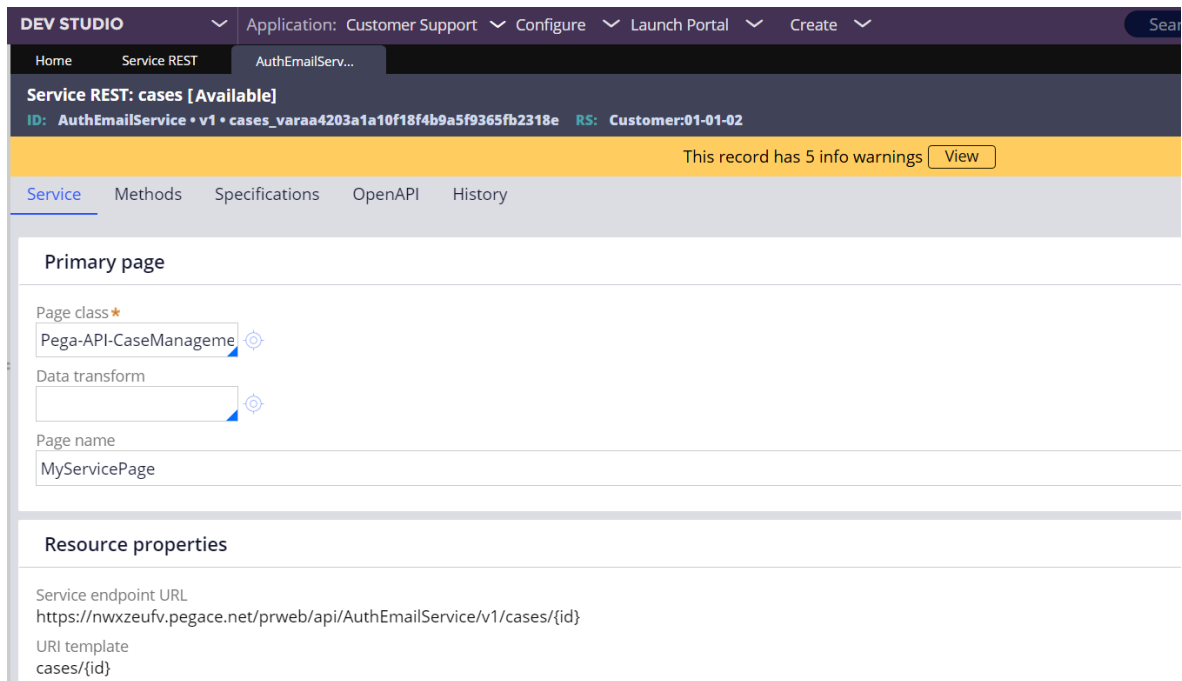 DEV STUDIO Application: Customer Support Configure Launch Portal Create
Home Service REST AuthEmailServ...
Service REST: cases [Available]
ID: AuthEmailService • v1 • cases_varaa4203a1a10f18f4b9a5f9365fb2318e RS: Customer:01-01-02
This record has 5 info warnings View
Service Methods Specifications OpenAPI History
Primary page
Page class*
Pega-API-CaseManageme
Data transform
Page name
MyServicePage
Resource properties
Service endpoint URL
https://nwxzeufv.pegace.net/prweb/api/AuthEmailService/v1/cases/{id}
URI template
cases/{id}